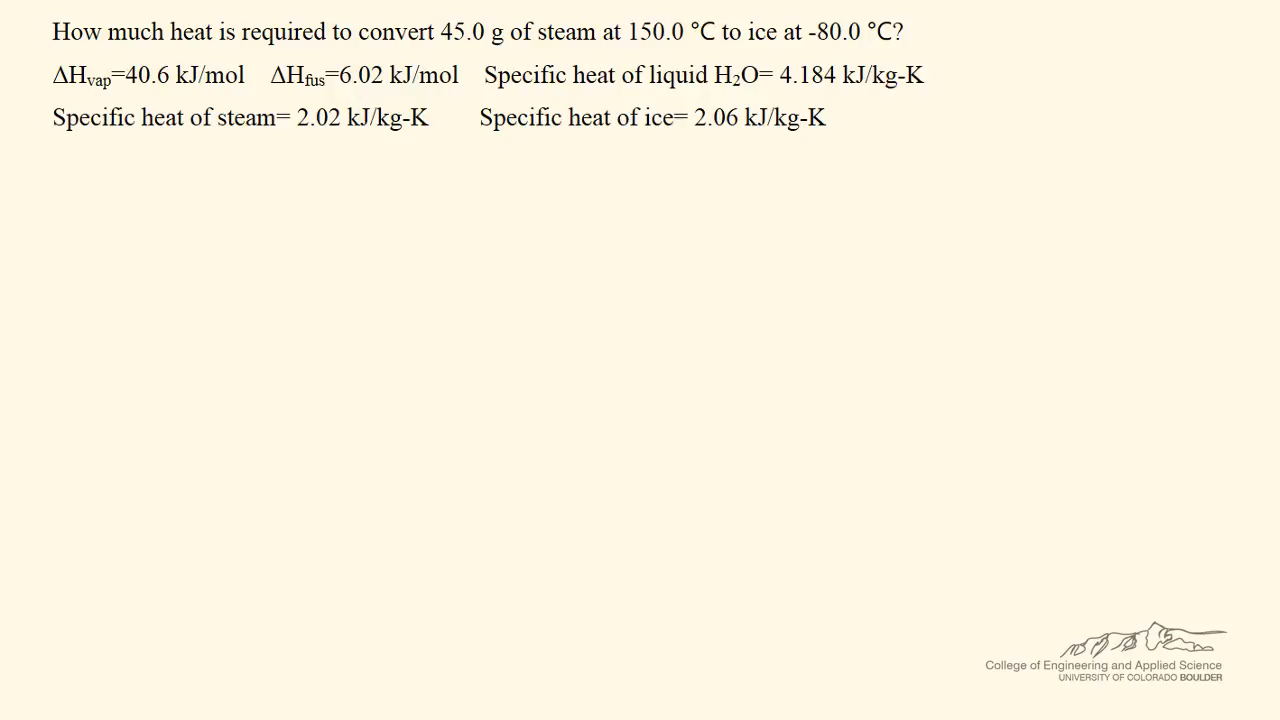 How much heat is required to convert 45.0 g of steam at 150.0 °C to ice at -80.0 °C?
ΔHvap=40.6 kJ/mol ΔHfus=6.02 kJ/mol Specific heat of liquid H₂O= 4.184 kJ/kg-K
Specific heat of steam= 2.02 kJ/kg-K Specific heat of ice= 2.06 kJ/kg-K
College of Engineering and Applied Science
UNIVERSITY OF COLORADO BOULDER